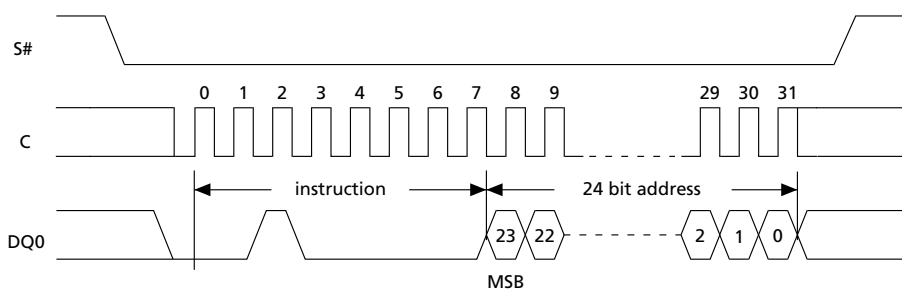 S#
0 1 2 3 4 5 6 7 8 9 29 30 31
C
instruction 24 bit address
DQ0 23 22 2 1 0
MSB